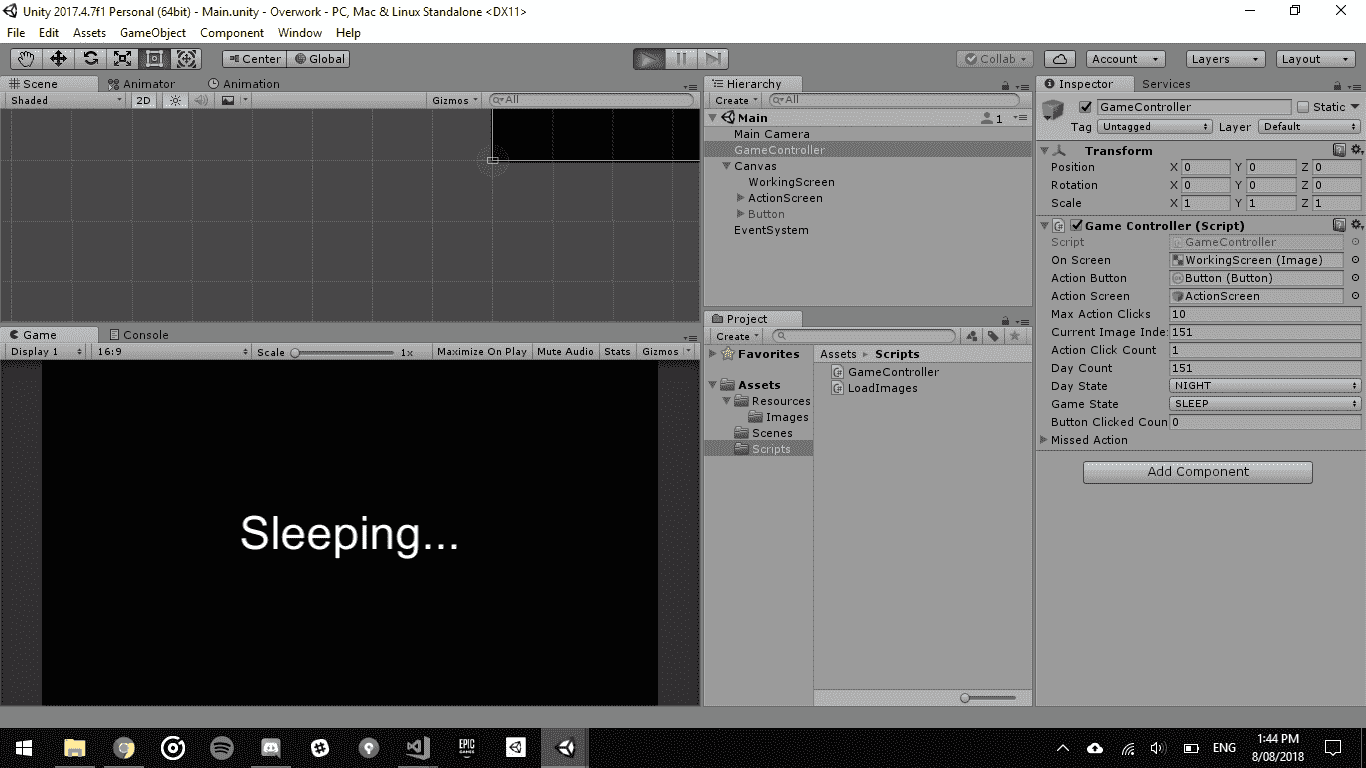 Unity 2017.4.7f1 Personal (64bit) - Main.unity - Overwork - PC, Mac & Linux Standalone <DX11>
File Edit Assets GameObject Component Window Help
Center Global Collab Account Layers Layout
Scene Animator Animation
Shaded 2D Gizmos All
Hierarchy
Create All
Main 1
Main Camera
GameController
Canvas
WorkingScreen
ActionScreen
Button
EventSystem
Inspector Services
GameController Static
Tag Untagged Layer Default
Transform
Position X 0 Y 0 Z 0
Rotation X 0 Y 0 Z 0
Scale X 1 Y 1 Z 1
Game Controller (Script)
Script GameController
On Screen WorkingScreen (Image)
Action Button Button (Button)
Action Screen ActionScreen
Max Action Clicks 10
Current Image Inde 151
Action Click Count 1
Day Count 151
Day State NIGHT
Game State SLEEP
Button Clicked Coun 0
Missed Action
Add Component
Game Console
Display 1 16:9 Scale 1x Maximize On Play Mute Audio Stats Gizmos
Sleeping...
Project
Create
Favorites
Assets
Resources
Images
Scenes
Scripts
Assets Scripts
GameController
LoadImages
EPIC GAMES
ENG
1:44 PM
8/08/2018